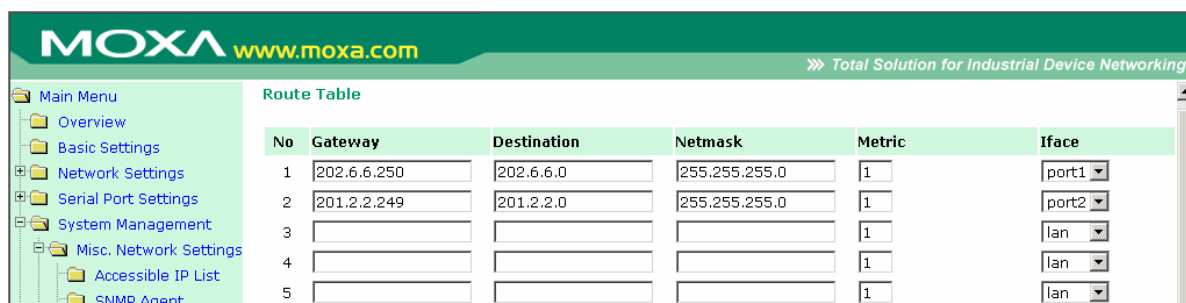 MOXA www.moxa.com
Total Solution for Industrial Device Networking
Main Menu
Overview
Basic Settings
Network Settings
Serial Port Settings
System Management
Misc. Network Settings
Accessible IP List
SNMP Agent
Route Table
No Gateway Destination Netmask Metric Iface
1 202.6.6.250 202.6.6.0 255.255.255.0 1 port1
2 201.2.2.249 201.2.2.0 255.255.255.0 1 port2
3 1 lan
4 1 lan
5 1 lan